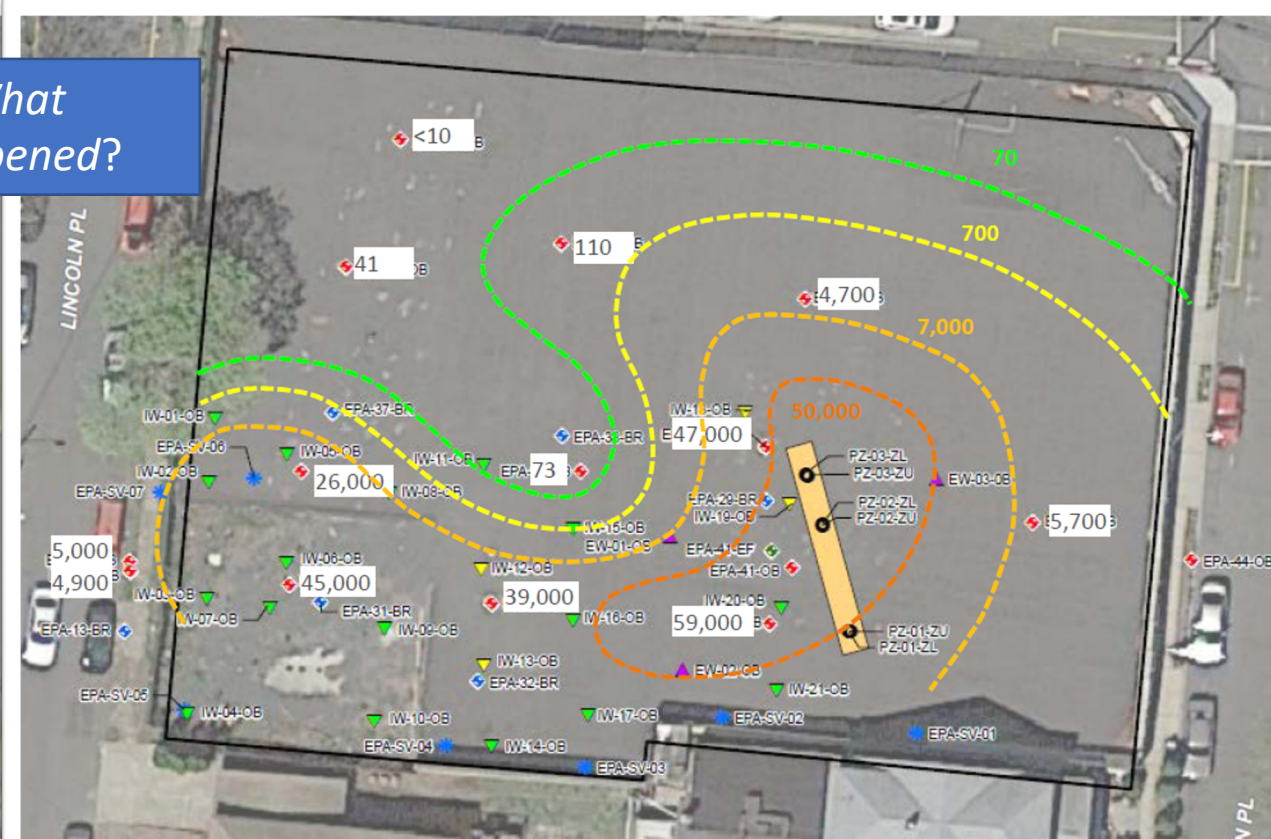 hat
pened?
<10
B
70
700
110
B
41
OB
LINCOLN PL
4,700
7,000
50,000
IW-01-OB
EPA-37-BR
47,000
EPA-SV-06
IW-05-OB
IW-11-OB
EPA-33-BR
PZ-03-ZL
PZ-03-ZU
IW-02-OB
26,000
73
EW-03-OB
EPA-SV-07
IW-08-OB
EPA-29-BR
IW-19-OB
PZ-02-ZL
PZ-02-ZU
5,700
IW-15-OB
EW-01-OB
EPA-41-EF
5,000
4,900
IW-06-OB
IW-12-OB
EPA-41-OB
EPA-44-OB
45,000
39,000
IW-03-OB
IW-07-OB
EPA-31-BR
IW-20-OB
IW-16-OB
59,000
EPA-13-BR
IW-09-OB
PZ-01-ZU
PZ-01-ZL
IW-13-OB
EPA-32-BR
EW-02-OB
EPA-SV-05
IW-04-OB
IW-10-OB
IW-17-OB
IW-21-OB
EPA-SV-02
EPA-SV-04
IW-14-OB
EPA-SV-01
EPA-SV-03
N PL